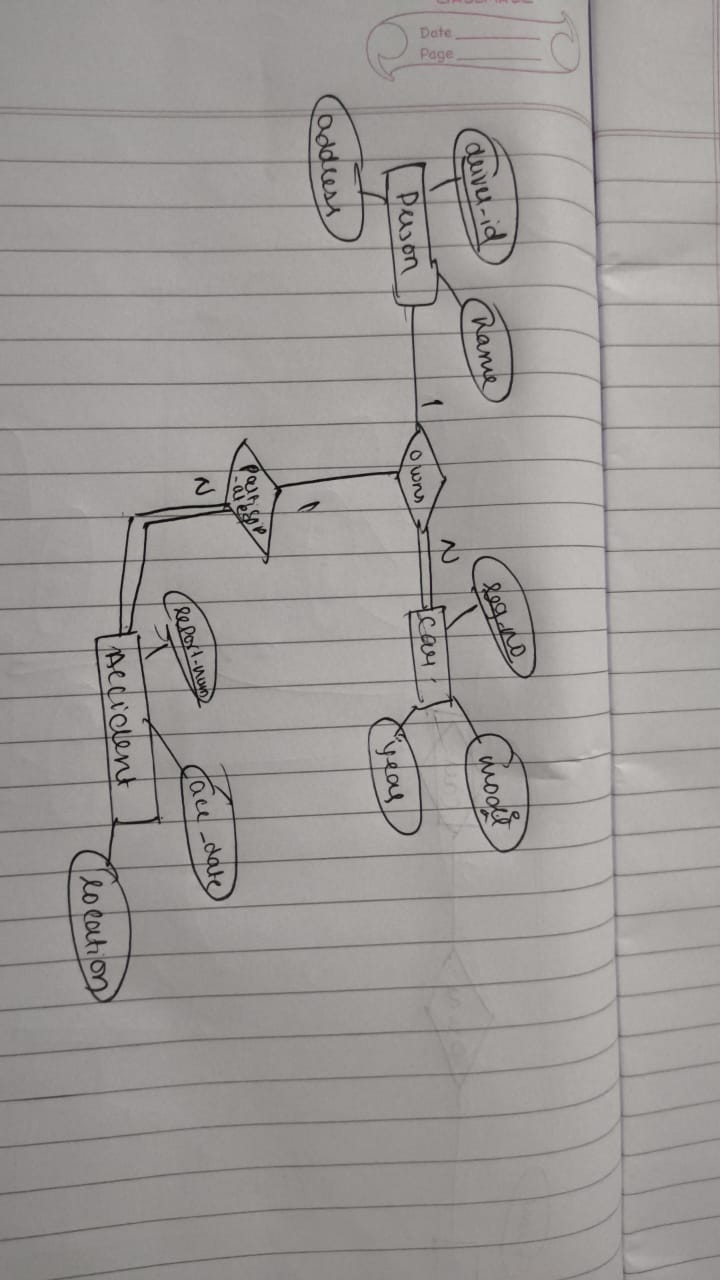 Date
Page
driver-id
name
reg-no
model
Person
1
owns
N
car
year
address
1
particip
-ates
N
report-num
acc_date
Accident
location